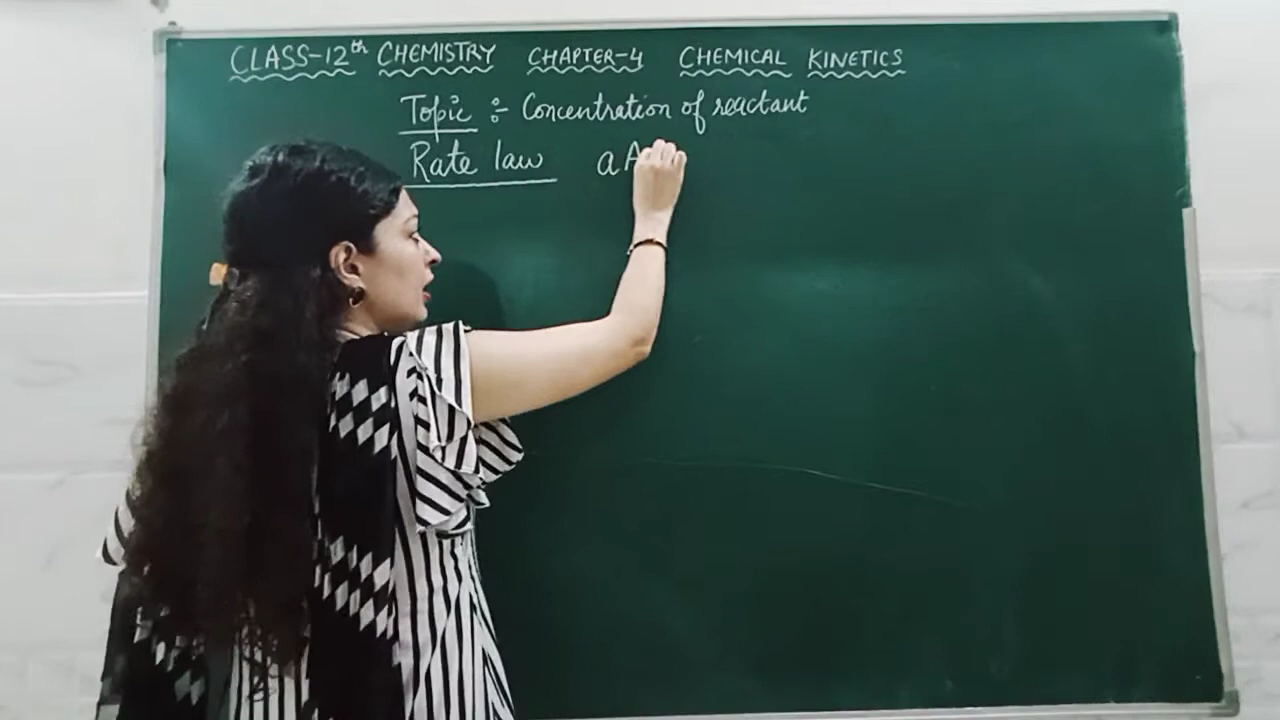 CLASS-12th CHEMISTRY CHAPTER-4 CHEMICAL KINETICS
Topic :- Concentration of reactant
Rate law aA